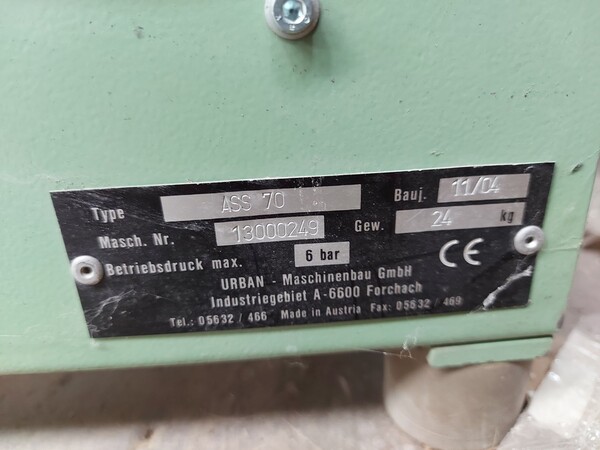 Type ASS 70 Bauj. 11/04
Masch. Nr. 13000249 Gew. 24 kg
Betriebsdruck max. 6 bar CE
URBAN - Maschinenbau GmbH
Industriegebiet A-6600 Forchach
Tel.: 05632 / 466 Made in Austria Fax: 05632 / 469